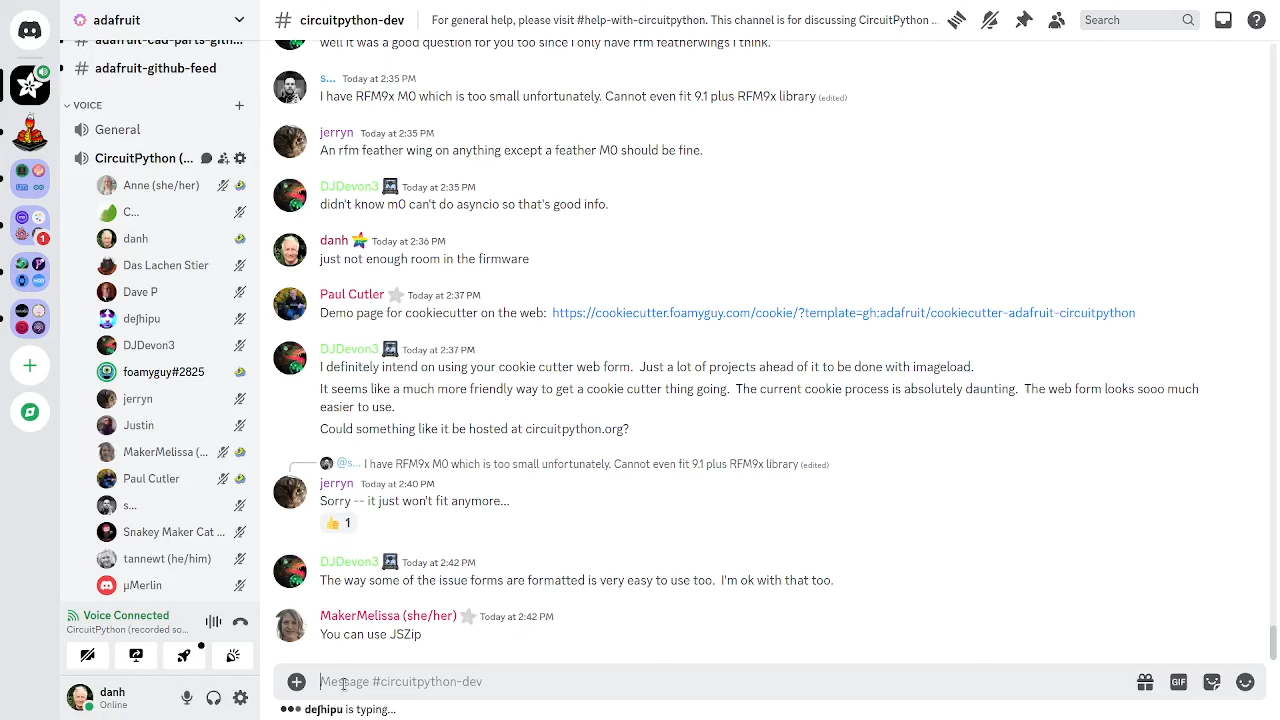 adafruit
circuitpython-dev
For general help, please visit #help-with-circuitpython. This channel is for discussing CircuitPython ...
Search
adafruit-cad-parts-gith...
adafruit-github-feed
VOICE
General
CircuitPython (...
Anne (she/her)
C...
danh
Das Lachen Stier
Dave P
deʃhipu
DJDevon3
foamyguy#2825
jerryn
Justin
MakerMelissa (...
Paul Cutler
s...
Snakey Maker Cat ...
tannewt (he/him)
µMerlin
Voice Connected
CircuitPython (recorded so...
danh
Online
1
well it was a good question for you too since I only have rfm featherwings I think.
s... Today at 2:35 PM
I have RFM9x M0 which is too small unfortunately. Cannot even fit 9.1 plus RFM9x library (edited)
jerryn Today at 2:35 PM
An rfm feather wing on anything except a feather M0 should be fine.
DJDevon3 Today at 2:35 PM
didn't know m0 can't do asyncio so that's good info.
danh Today at 2:36 PM
just not enough room in the firmware
Paul Cutler Today at 2:37 PM
Demo page for cookiecutter on the web: https://cookiecutter.foamyguy.com/cookie/?template=gh:adafruit/cookiecutter-adafruit-circuitpython
DJDevon3 Today at 2:37 PM
I definitely intend on using your cookie cutter web form. Just a lot of projects ahead of it to be done with imageload.
It seems like a much more friendly way to get a cookie cutter thing going. The current cookie process is absolutely daunting. The web form looks sooo much
easier to use.
Could something like it be hosted at circuitpython.org?
@s... I have RFM9x M0 which is too small unfortunately. Cannot even fit 9.1 plus RFM9x library (edited)
jerryn Today at 2:40 PM
Sorry -- it just won't fit anymore...
1
DJDevon3 Today at 2:42 PM
The way some of the issue forms are formatted is very easy to use too. I'm ok with that too.
MakerMelissa (she/her) Today at 2:42 PM
You can use JSZip
Message #circuitpython-dev
GIF
deʃhipu is typing...